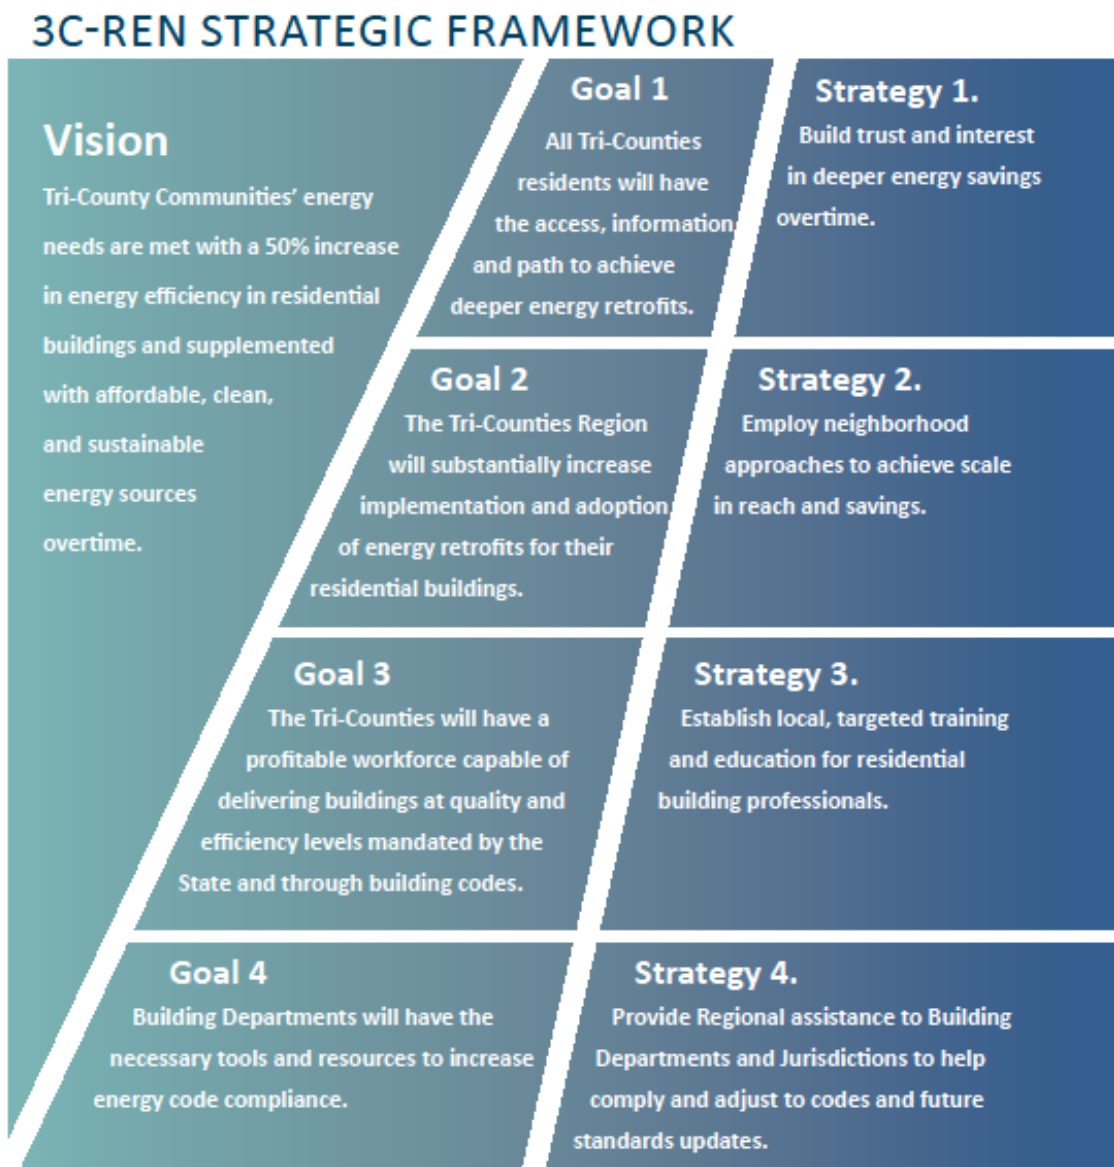 3C-REN STRATEGIC FRAMEWORK
Vision
Tri-County Communities' energy
needs are met with a 50% increase
in energy efficiency in residential
buildings and supplemented
with affordable, clean,
and sustainable
energy sources
overtime.
Goal 1
All Tri-Counties
residents will have
the access, information
and path to achieve
deeper energy retrofits.
Strategy 1.
Build trust and interest
in deeper energy savings
overtime.
Goal 2
The Tri-Counties Region
will substantially increase
implementation and adoption
of energy retrofits for their
residential buildings.
Strategy 2.
Employ neighborhood
approaches to achieve scale
in reach and savings.
Goal 3
The Tri-Counties will have a
profitable workforce capable of
delivering buildings at quality and
efficiency levels mandated by the
State and through building codes.
Strategy 3.
Establish local, targeted training
and education for residential
building professionals.
Goal 4
Building Departments will have the
necessary tools and resources to increase
energy code compliance.
Strategy 4.
Provide Regional assistance to Building
Departments and Jurisdictions to help
comply and adjust to codes and future
standards updates.